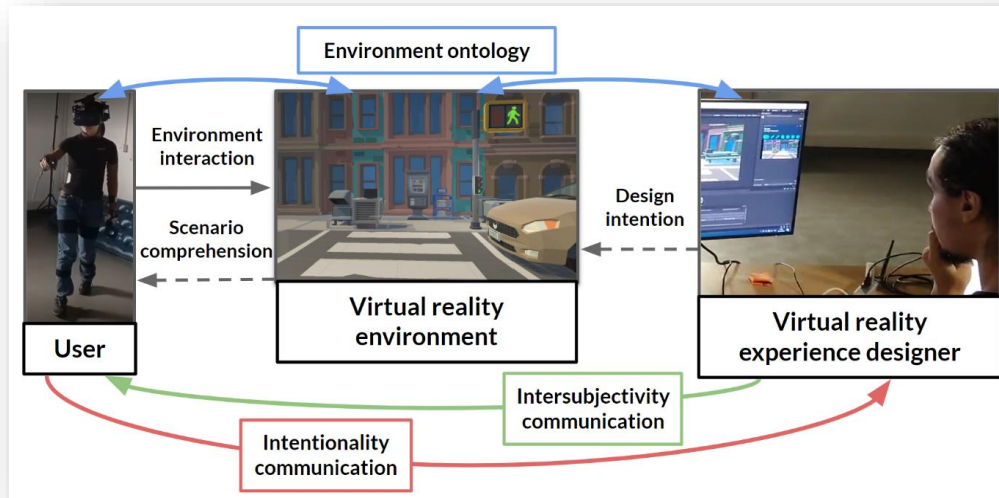 Environment ontology
Environment
interaction
Scenario
comprehension
Design
intention
User
Virtual reality
environment
Virtual reality
experience designer
Intersubjectivity
communication
Intentionality
communication